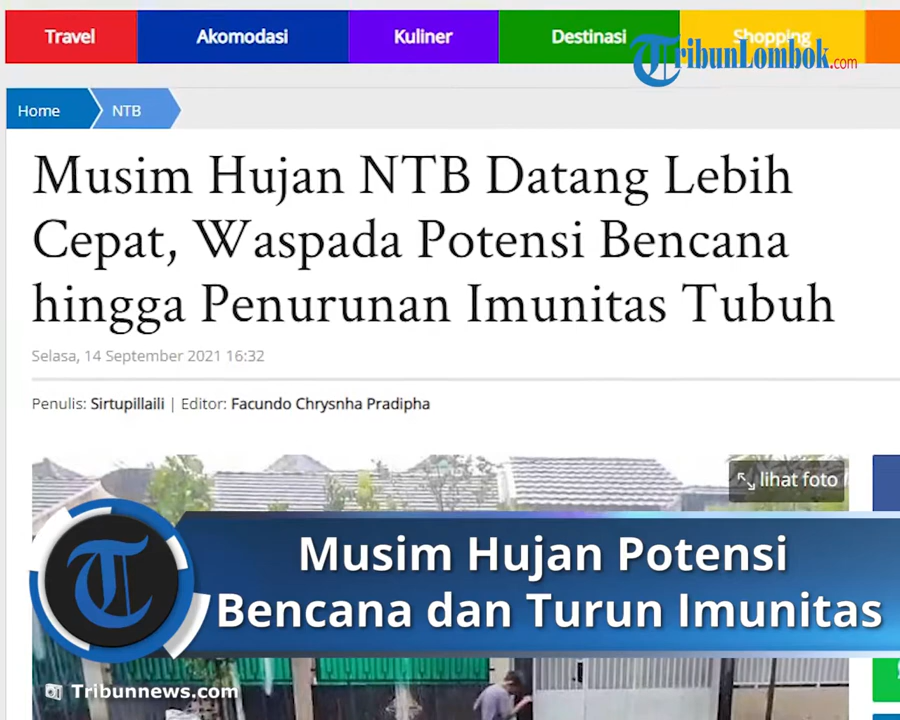 Travel Akomodasi Kuliner Destinasi Shopping
TribunLombok.com
Home NTB
Musim Hujan NTB Datang Lebih
Cepat, Waspada Potensi Bencana
hingga Penurunan Imunitas Tubuh
Selasa, 14 September 2021 16:32
Penulis: Sirtupillaili | Editor: Facundo Chrysnha Pradipha
lihat foto
Musim Hujan Potensi
Bencana dan Turun Imunitas
Tribunnews.com